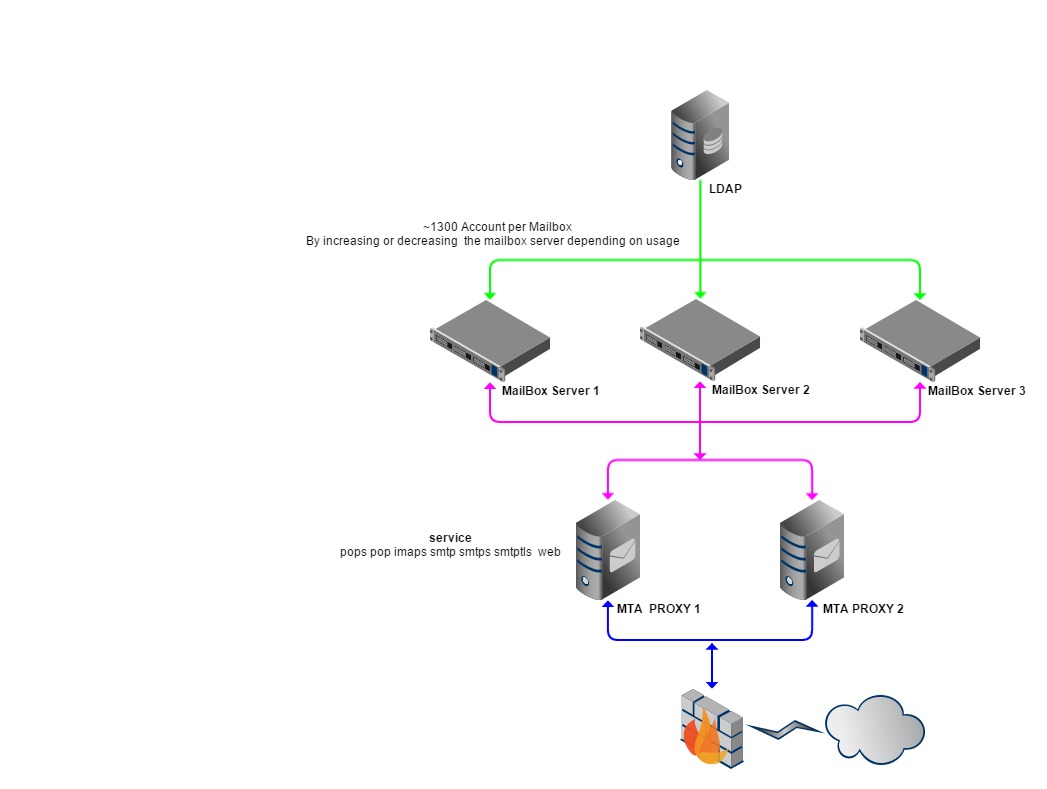 LDAP
~1300 Account per Mailbox
By increasing or decreasing the mailbox server depending on usage
MailBox Server 1
MailBox Server 2
MailBox Server 3
service
pops pop imaps smtp smtps smtptls web
MTA PROXY 1
MTA PROXY 2